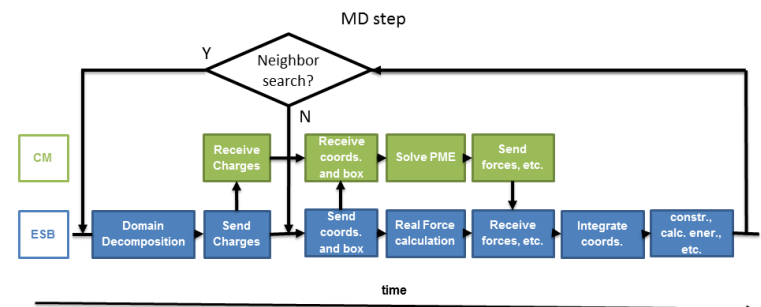 MD step
Y
Neighbor
search?
N
CM
Receive
Charges
Receive
coords.
and box
Solve PME
Send
forces, etc.
ESB
Domain
Decomposition
Send
Charges
Send
coords.
and box
Real Force
calculation
Receive
forces, etc.
Integrate
coords.
constr.,
calc. ener.,
etc.
time